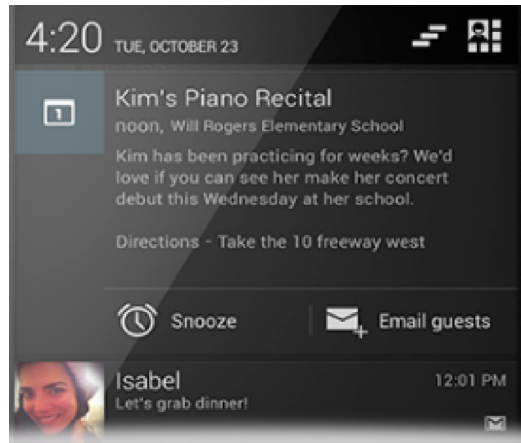 4:20 TUE, OCTOBER 23
1
Kim's Piano Recital
noon, Will Rogers Elementary School
Kim has been practicing for weeks? We'd
love if you can see her make her concert
debut this Wednesday at her school.
Directions - Take the 10 freeway west
Snooze Email guests
Isabel 12:01 PM
Let's grab dinner!